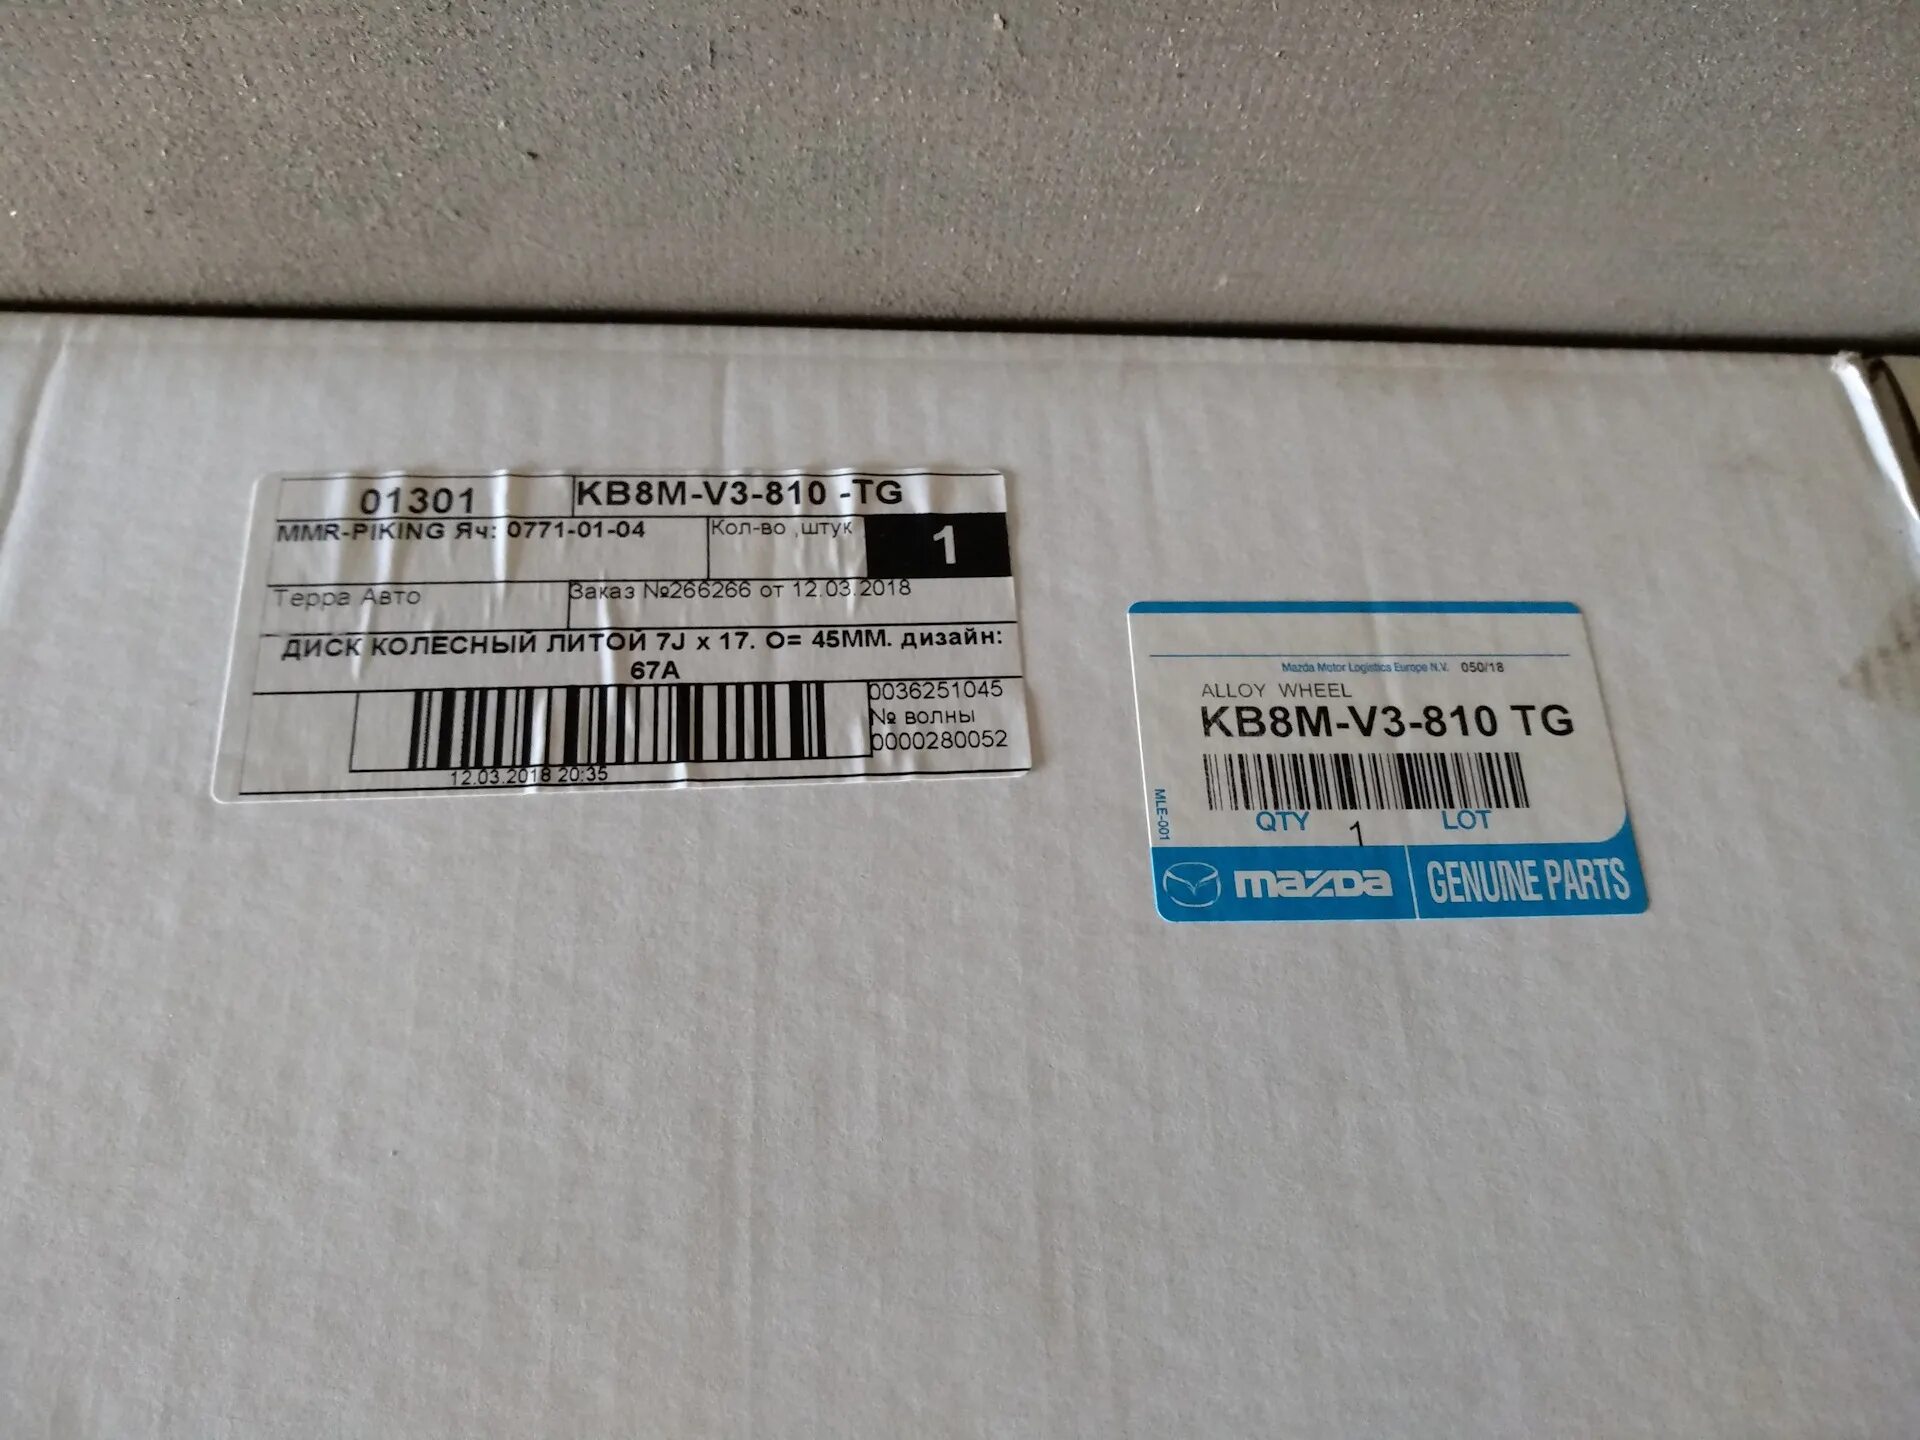 01301
KB8M-V3-810 -TG
MMR-PIKING Яч: 0771-01-04
Кол-во ,штук
1
Терра Авто
Заказ №266266 от 12.03.2018
ДИСК КОЛЕСНЫЙ ЛИТОЙ 7J x 17. O= 45MM. дизайн:
67A
0036251045
№ волны
0000280052
12.03.2018 20:35
Mazda Motor Logistics Europe N.V. 050/18
ALLOY WHEEL
KB8M-V3-810 TG
QTY 1 LOT
MLE-001
mazda GENUINE PARTS